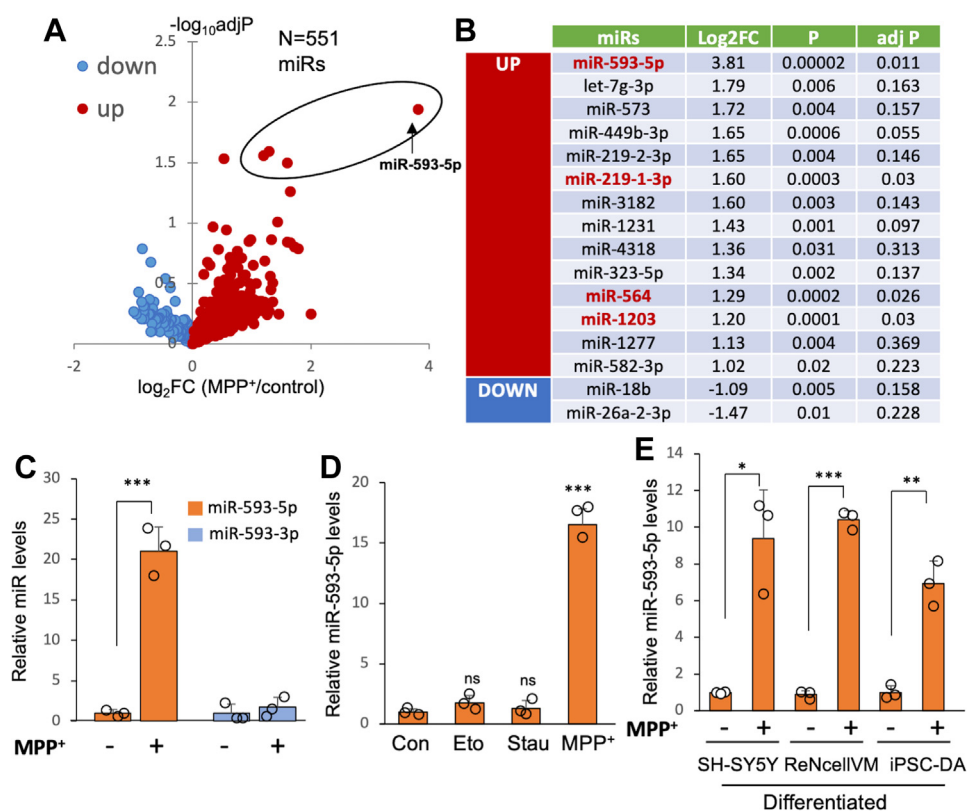 A
-log10adjP
N=551
miRs
down
up
2.5
2
1.5
1
0.5
0
-2
0
2
4
miR-593-5p
log2FC (MPP+/control)
B
miRs Log2FC P adj P
UP miR-593-5p 3.81 0.00002 0.011
let-7g-3p 1.79 0.006 0.163
miR-573 1.72 0.004 0.157
miR-449b-3p 1.65 0.0006 0.055
miR-219-2-3p 1.65 0.004 0.146
miR-219-1-3p 1.60 0.0003 0.03
miR-3182 1.60 0.003 0.143
miR-1231 1.43 0.001 0.097
miR-4318 1.36 0.031 0.313
miR-323-5p 1.34 0.002 0.137
miR-564 1.29 0.0002 0.026
miR-1203 1.20 0.0001 0.03
miR-1277 1.13 0.004 0.369
miR-582-3p 1.02 0.02 0.223
DOWN miR-18b -1.09 0.005 0.158
miR-26a-2-3p -1.47 0.01 0.228
C
Relative miR levels
30
25
20
15
10
5
0
***
miR-593-5p
miR-593-3p
MPP+ - + - +
D
Relative miR-593-5p levels
20
15
10
5
0
ns
ns
***
Con Eto Stau MPP+
E
Relative miR-593-5p levels
14
12
10
8
6
4
2
0
*
***
**
MPP+ - + - + - +
SH-SY5Y ReNcellVM iPSC-DA
Differentiated